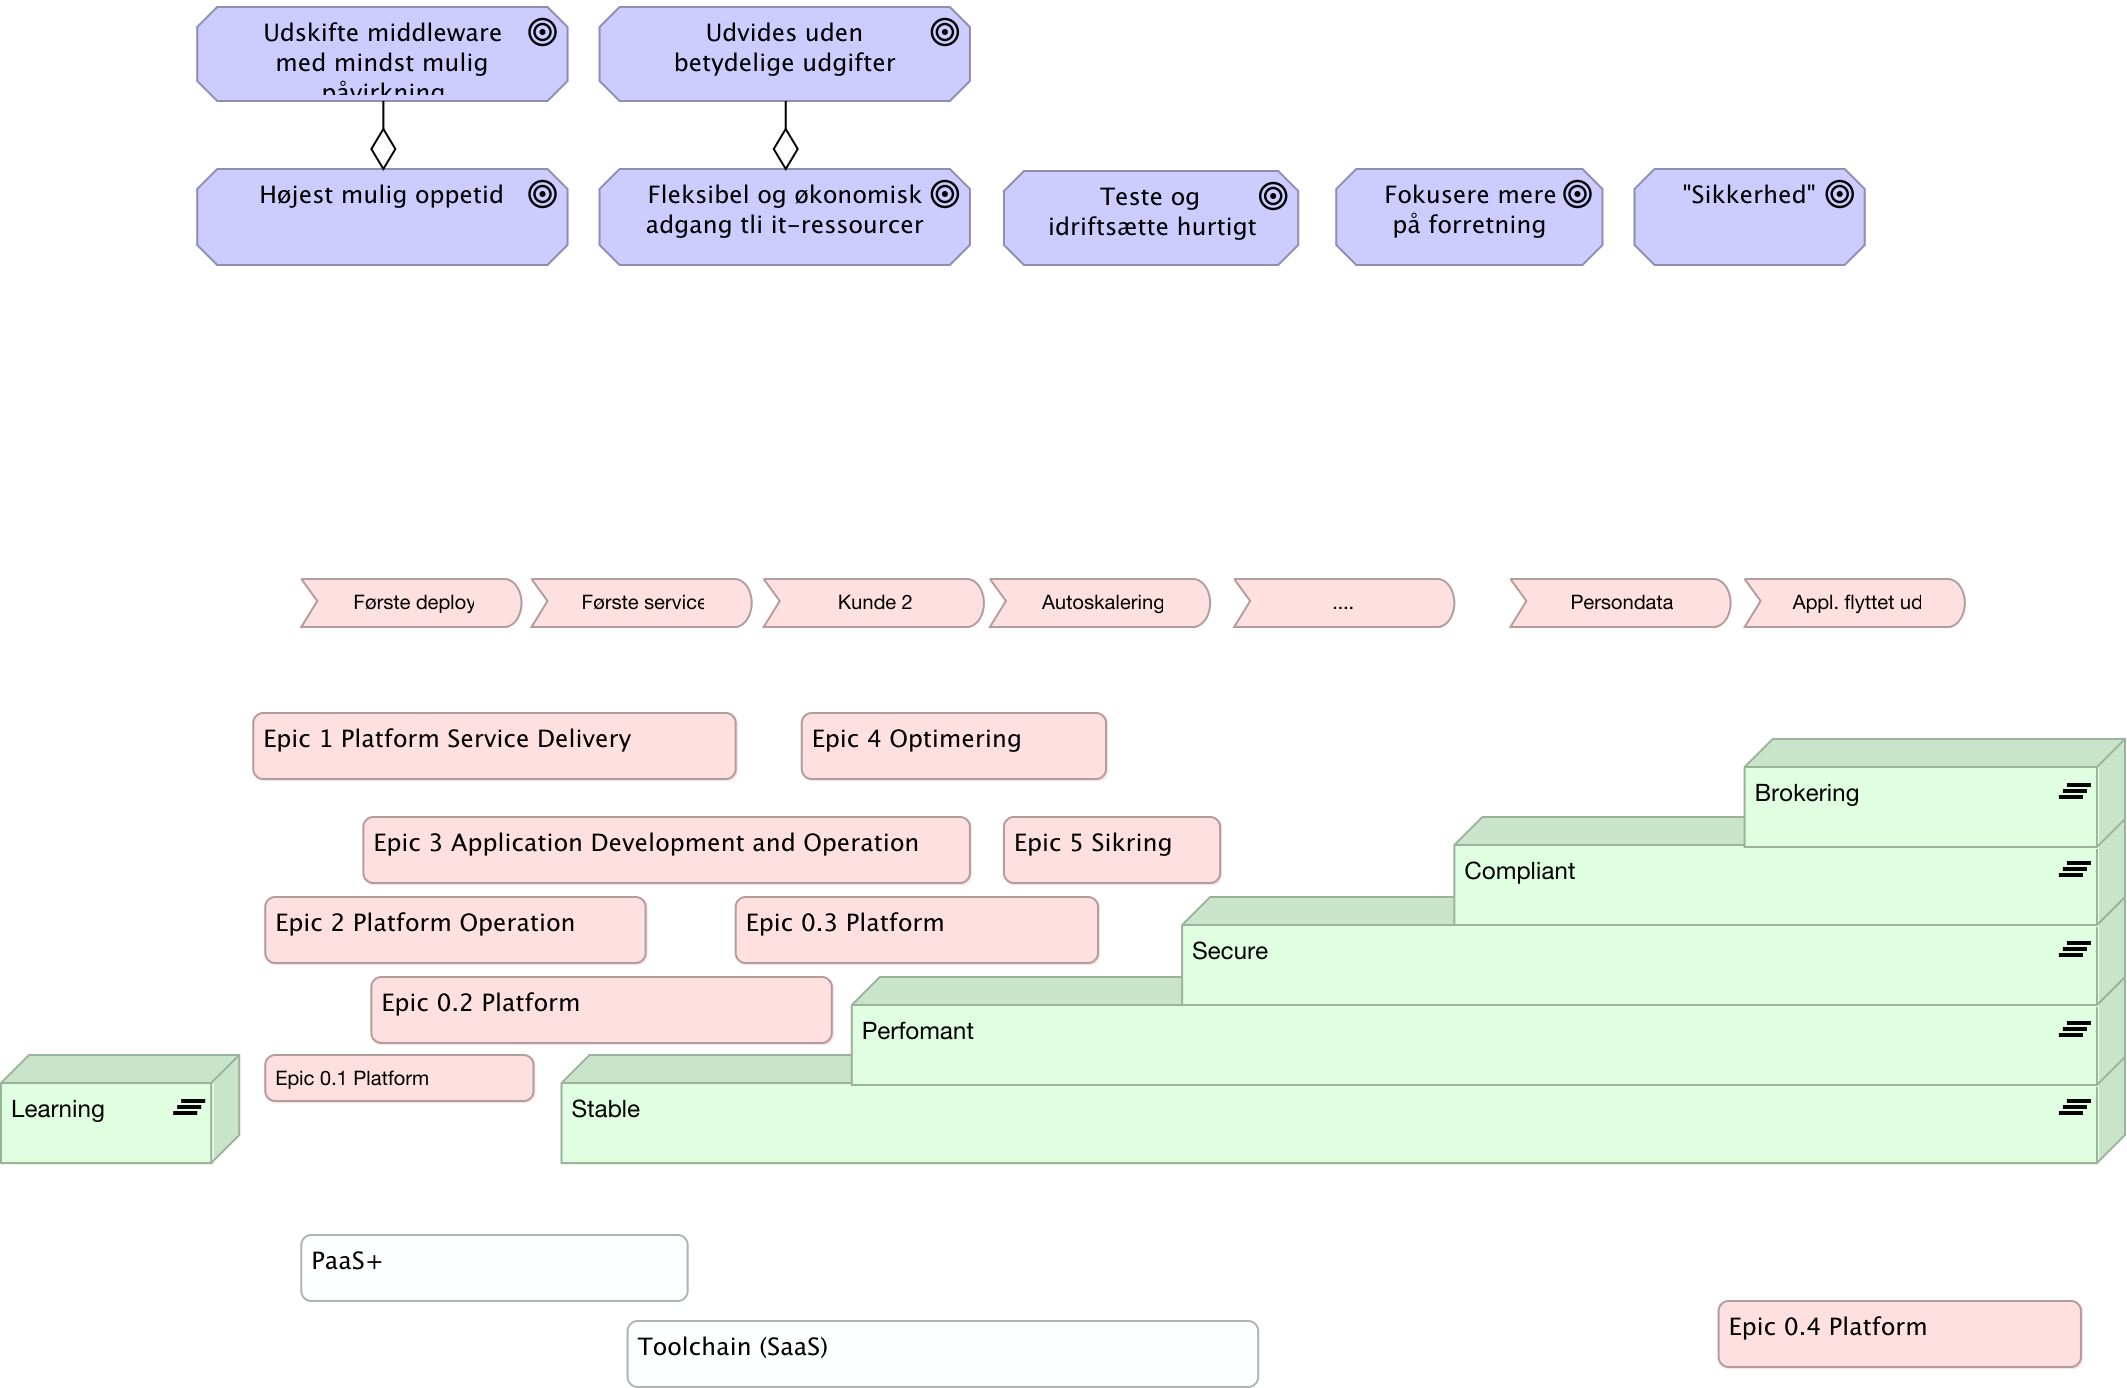 Udskifte middleware
med mindst mulig
påvirkning
Udvides uden
betydelige udgifter
Højest mulig oppetid
Fleksibel og økonomisk
adgang tli it-ressourcer
Teste og
idriftsætte hurtigt
Fokusere mere
på forretning
"Sikkerhed"
Første deploy
Første service
Kunde 2
Autoskalering
....
Persondata
Appl. flyttet ud
Epic 1 Platform Service Delivery
Epic 4 Optimering
Brokering
Epic 3 Application Development and Operation
Epic 5 Sikring
Compliant
Epic 2 Platform Operation
Epic 0.3 Platform
Secure
Epic 0.2 Platform
Perfomant
Epic 0.1 Platform
Learning
Stable
PaaS+
Epic 0.4 Platform
Toolchain (SaaS)